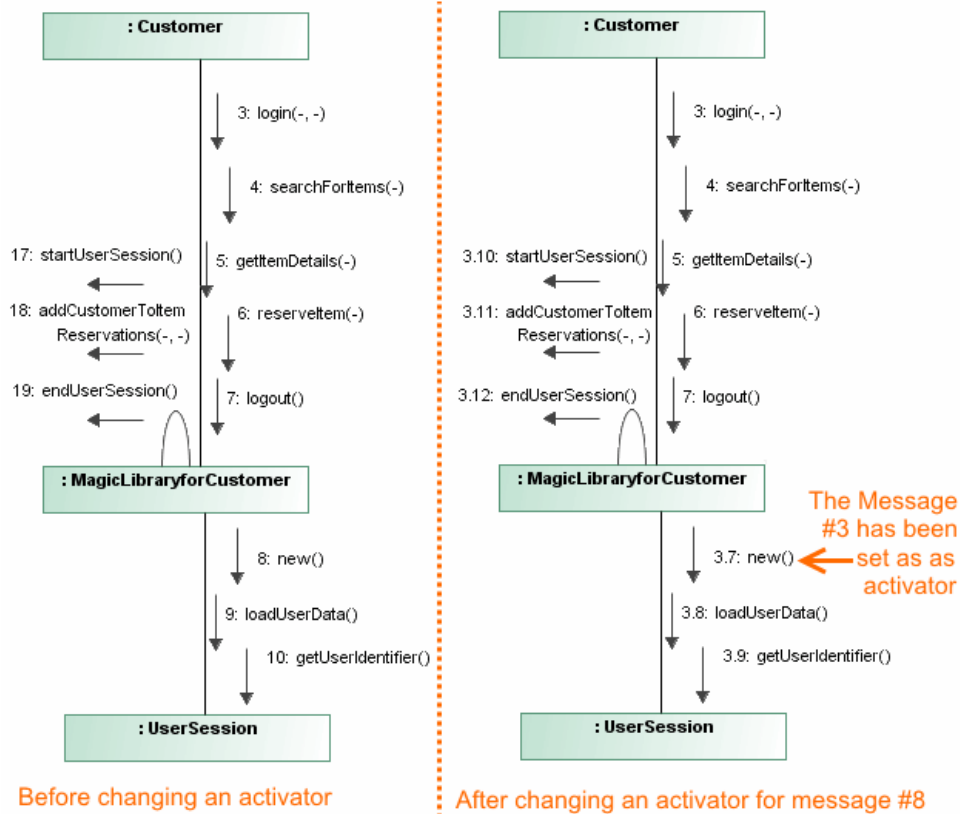 : Customer
3: login(-, -)
4: searchForItems(-)
17: startUserSession()
5: getItemDetails(-)
18: addCustomerToItem
Reservations(-, -)
6: reserveItem(-)
19: endUserSession()
7: logout()
: MagicLibraryforCustomer
8: new()
9: loadUserData()
10: getUserIdentifier()
: UserSession
Before changing an activator
: Customer
3: login(-, -)
4: searchForItems(-)
3.10: startUserSession()
5: getItemDetails(-)
3.11: addCustomerToItem
Reservations(-, -)
6: reserveItem(-)
3.12: endUserSession()
7: logout()
: MagicLibraryforCustomer
The Message
#3 has been
set as as
activator
3.7: new()
3.8: loadUserData()
3.9: getUserIdentifier()
: UserSession
After changing an activator for message #8